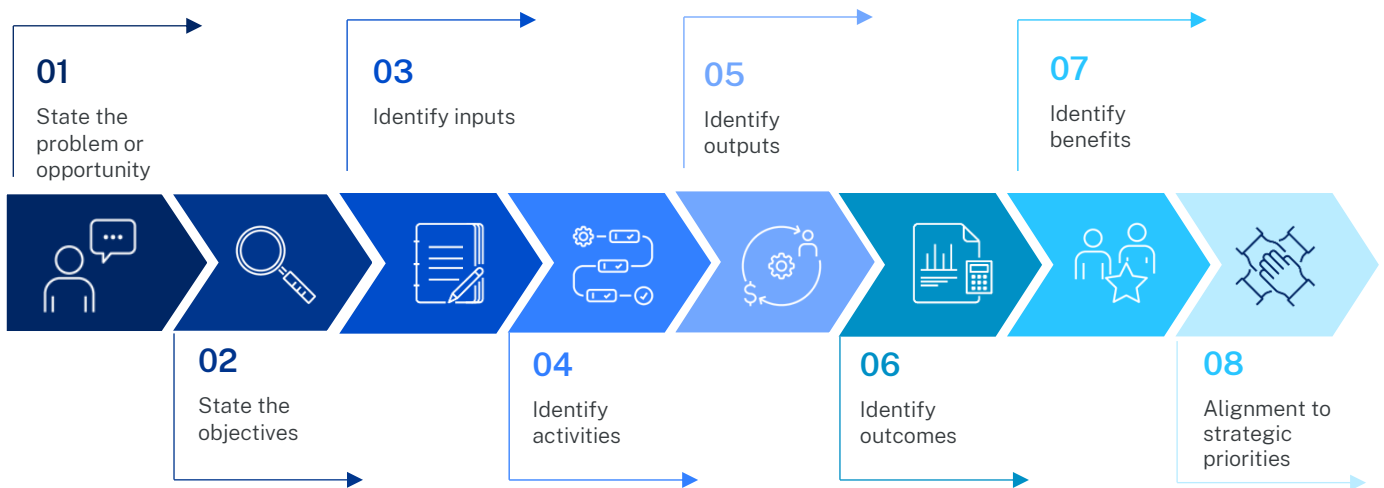 01
State the
problem or
opportunity
02
State the
objectives
03
Identify inputs
04
Identify
activities
05
Identify
outputs
06
Identify
outcomes
07
Identify
benefits
08
Alignment to
strategic
priorities
$